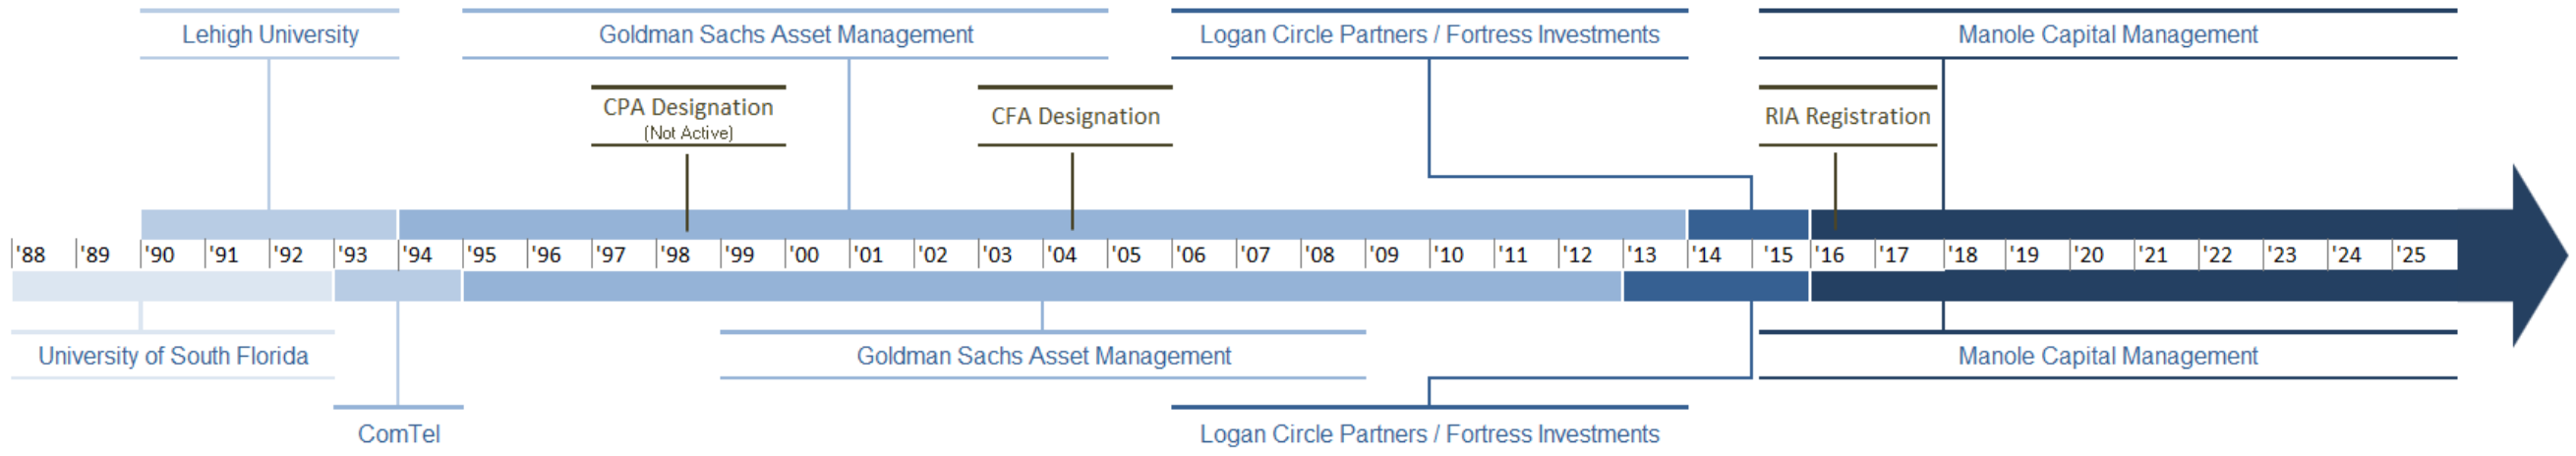 Lehigh University
Goldman Sachs Asset Management
Logan Circle Partners / Fortress Investments
Manole Capital Management
CPA Designation
(Not Active)
CFA Designation
RIA Registration
'88 '89 '90 '91 '92 '93 '94 '95 '96 '97 '98 '99 '00 '01 '02 '03 '04 '05 '06 '07 '08 '09 '10 '11 '12 '13 '14 '15 '16 '17 '18 '19 '20 '21 '22 '23 '24 '25
University of South Florida
Goldman Sachs Asset Management
Manole Capital Management
ComTel
Logan Circle Partners / Fortress Investments